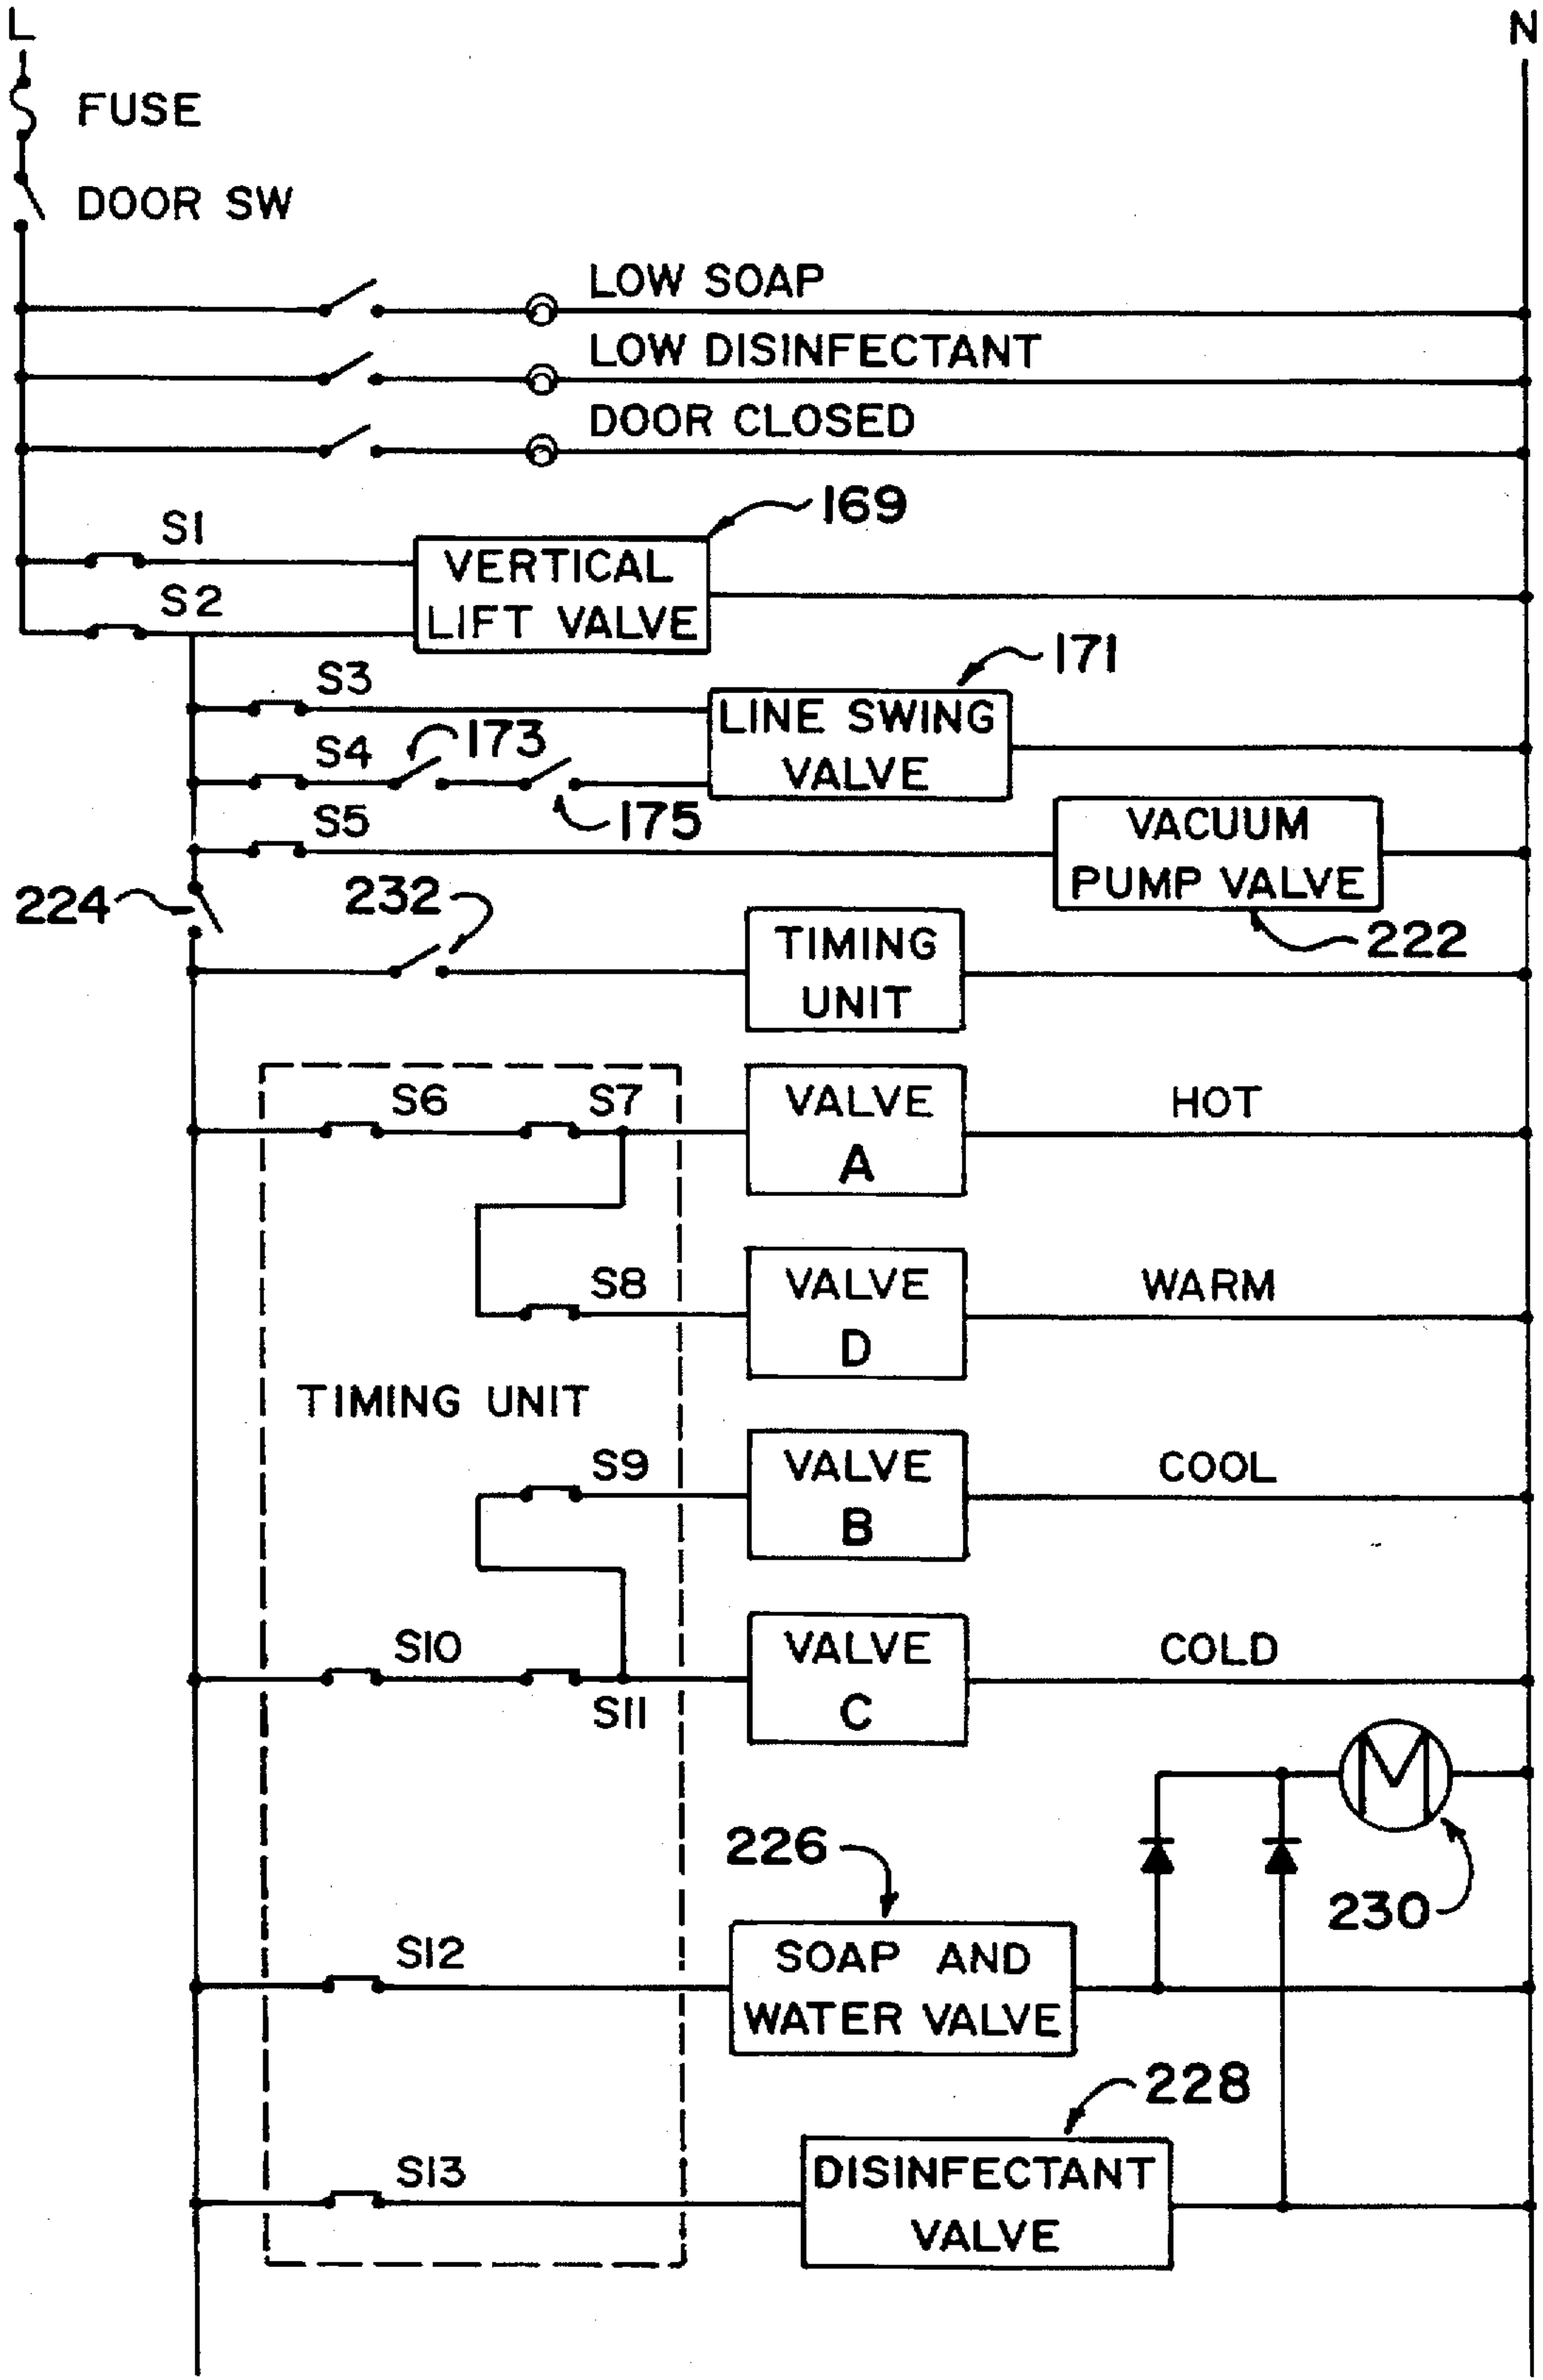 L
N
FUSE
DOOR SW
LOW SOAP
LOW DISINFECTANT
DOOR CLOSED
169
S1
VERTICAL
LIFT VALVE
S2
171
S3
LINE SWING
VALVE
173
S4
175
S5
VACUUM
PUMP VALVE
224
232
222
TIMING
UNIT
S6
S7
VALVE
A
HOT
S8
VALVE
D
WARM
TIMING UNIT
S9
VALVE
B
COOL
S10
S11
VALVE
C
COLD
M
226
230
S12
SOAP AND
WATER VALVE
228
S13
DISINFECTANT
VALVE